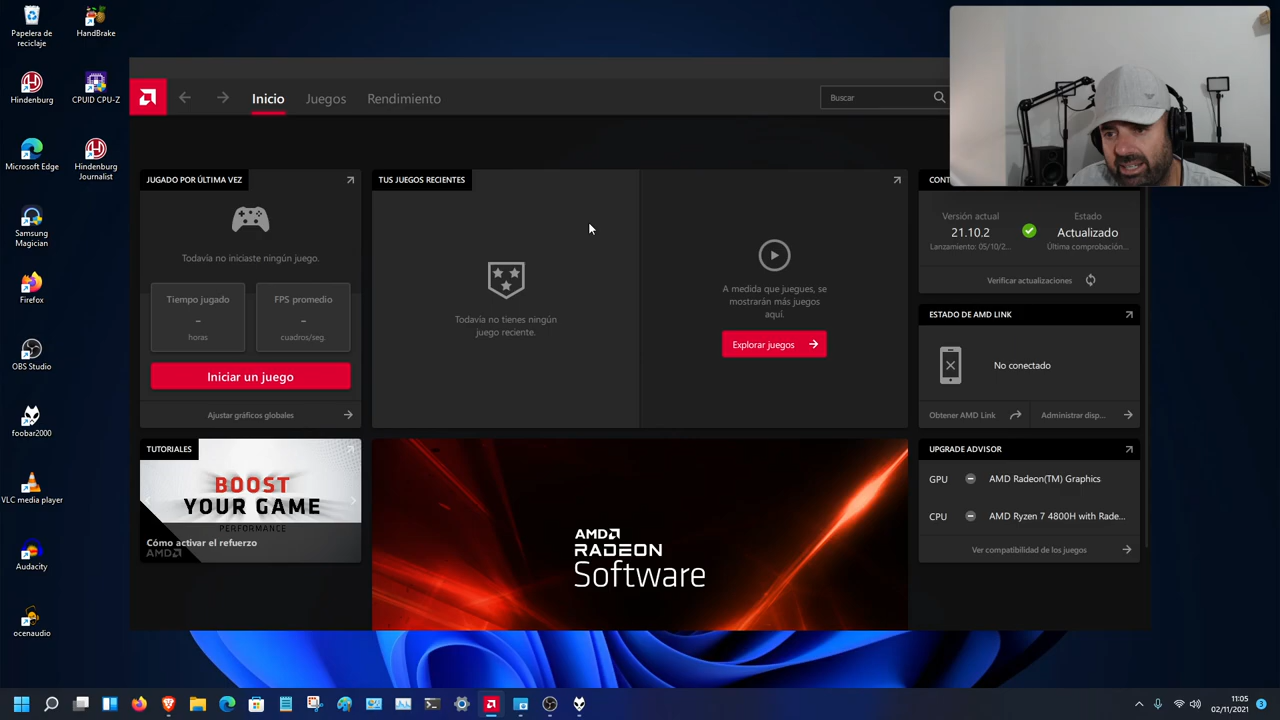 Papelera de
reciclaje
HandBrake
Hindenburg
CPUID CPU-Z
Microsoft Edge
Hindenburg
Journalist
Samsung
Magician
Firefox
OBS Studio
foobar2000
VLC media player
Audacity
ocenaudio
Inicio
Juegos
Rendimiento
Buscar
JUGADO POR ÚLTIMA VEZ
Todavía no iniciaste ningún juego.
Tiempo jugado
-
horas
FPS promedio
-
cuadros/seg.
Iniciar un juego
Ajustar gráficos globales
TUS JUEGOS RECIENTES
Todavía no tienes ningún
juego reciente.
A medida que juegues, se
mostrarán más juegos
aquí.
Explorar juegos
CONT
Versión actual
21.10.2
Lanzamiento: 05/10/2...
Estado
Actualizado
Última comprobación...
Verificar actualizaciones
ESTADO DE AMD LINK
No conectado
Obtener AMD Link
Administrar disp...
TUTORIALES
BOOST
YOUR GAME
PERFORMANCE
Cómo activar el refuerzo
AMD
AMD
RADEON
Software
UPGRADE ADVISOR
GPU
AMD Radeon(TM) Graphics
CPU
AMD Ryzen 7 4800H with Rade...
Ver compatibilidad de los juegos
11:05
02/11/2021
3